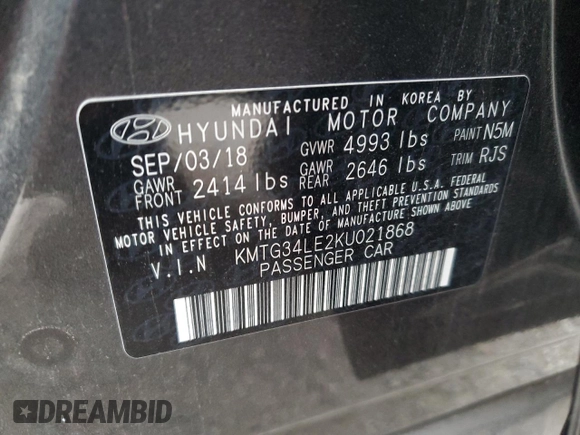 MANUFACTURED IN KOREA BY
HYUNDAI MOTOR COMPANY
SEP/03/18 GVWR 4993 lbs PAINT N5M
GAWR FRONT 2414 lbs GAWR REAR 2646 lbs TRIM RJS
THIS VEHICLE CONFORMS TO ALL APPLICABLE U.S.A. FEDERAL
MOTOR VEHICLE SAFETY, BUMPER, AND THEFT PREVENTION STANDARDS
IN EFFECT ON THE DATE OF MANUFACTURE SHOWN ABOVE.
V.I.N KMTG34LE2KU021868
PASSENGER CAR
DREAMBID